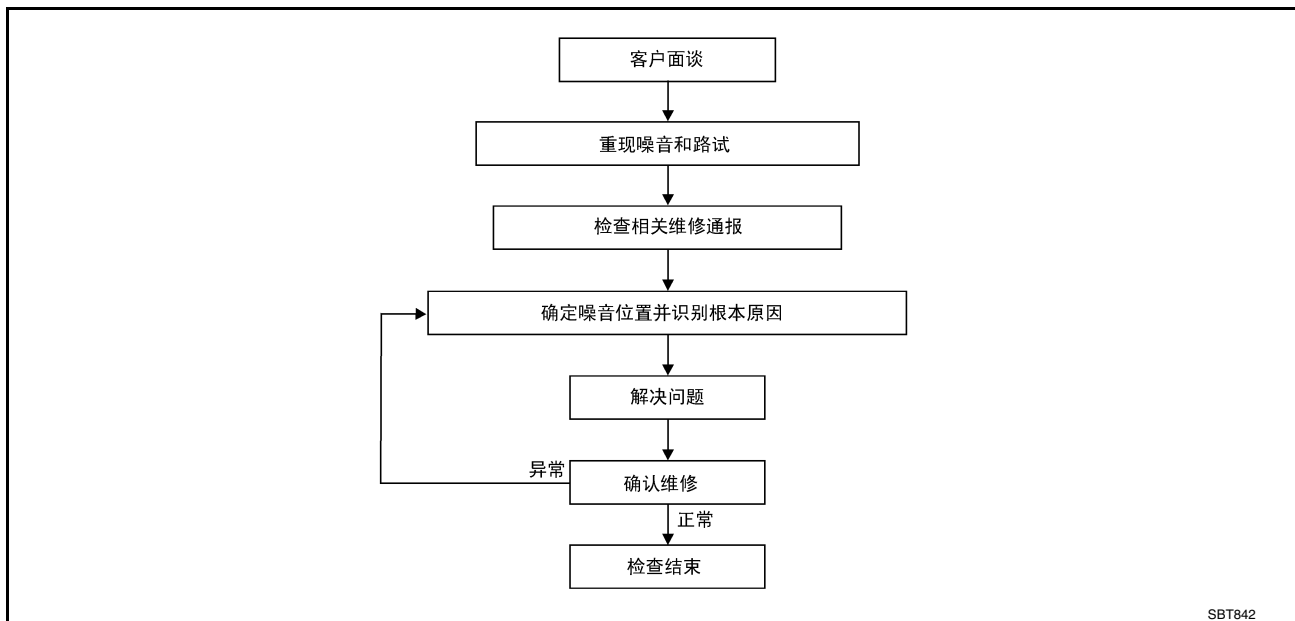 客户面谈
重现噪音和路试
检查相关维修通报
确定噪音位置并识别根本原因
解决问题
异常
确认维修
正常
检查结束
SBT842